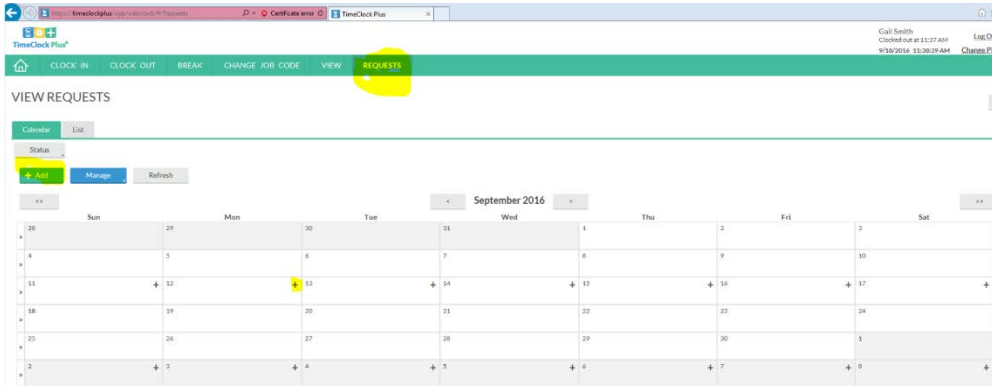 Certificate error
TimeClock Plus
TimeClock Plus
Gail Smith
Clocked out at 11:37 AM
Log O
9/18/2016 11:38:39 AM
Change P
CLOCK IN CLOCK OUT BREAK CHANGE JOB CODE VIEW REQUESTS
VIEW REQUESTS
Calendar List
Status
+ Add Manage Refresh
<< < September 2016 > >>
Sun Mon Tue Wed Thu Fri Sat
28 29 30 31 1 2 3
» 4 5 6 7 8 9 10
» 11 + 12 + 13 + 14 + 15 + 16 + 17 +
» 18 19 20 21 22 23 24
» 25 26 27 28 29 30 1
» 2 + 3 + 4 + 5 + 6 + 7 + +